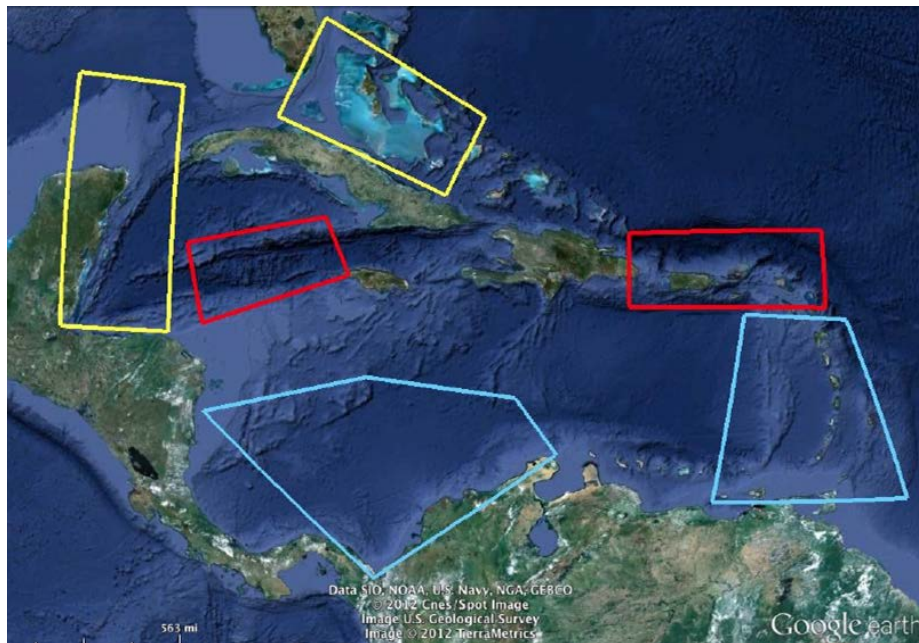 Data SIO, NOAA, U.S. Navy, NGA, GEBCO
© 2012 Cnes/Spot Image
Image U.S. Geological Survey
Image © 2012 TerraMetrics
563 mi
Google earth